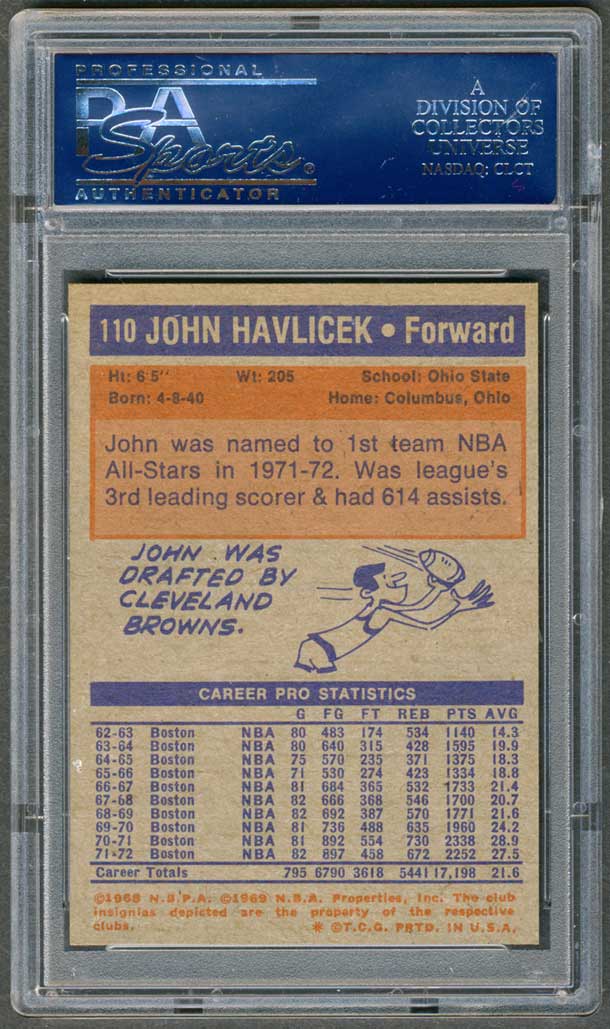 PROFESSIONAL
PSA
Sports®
AUTHENTICATOR
A
DIVISION OF
COLLECTORS
UNIVERSE
NASDAQ: CLCT
110 JOHN HAVLICEK • Forward
Ht: 6'5" Wt: 205 School: Ohio State
Born: 4-8-40 Home: Columbus, Ohio
John was named to 1st team NBA
All-Stars in 1971-72. Was league's
3rd leading scorer & had 614 assists.
JOHN WAS
DRAFTED BY
CLEVELAND
BROWNS.
CAREER PRO STATISTICS
G FG FT REB PTS AVG
62-63 Boston NBA 80 483 174 534 1140 14.3
63-64 Boston NBA 80 640 315 428 1595 19.9
64-65 Boston NBA 75 570 235 371 1375 18.3
65-66 Boston NBA 71 530 274 423 1334 18.8
66-67 Boston NBA 81 684 365 532 1733 21.4
67-68 Boston NBA 82 666 368 546 1700 20.7
68-69 Boston NBA 82 692 387 570 1771 21.6
69-70 Boston NBA 81 736 488 635 1960 24.2
70-71 Boston NBA 81 892 554 730 2338 28.9
71-72 Boston NBA 82 897 458 672 2252 27.5
Career Totals 795 6790 3618 5441 17,198 21.6
©1968 N.B.P.A. ©1969 N.B.A. Properties, Inc. The club
insignias depicted are the property of the respective
clubs. * ©T.C.G. PRTD. IN U.S.A.